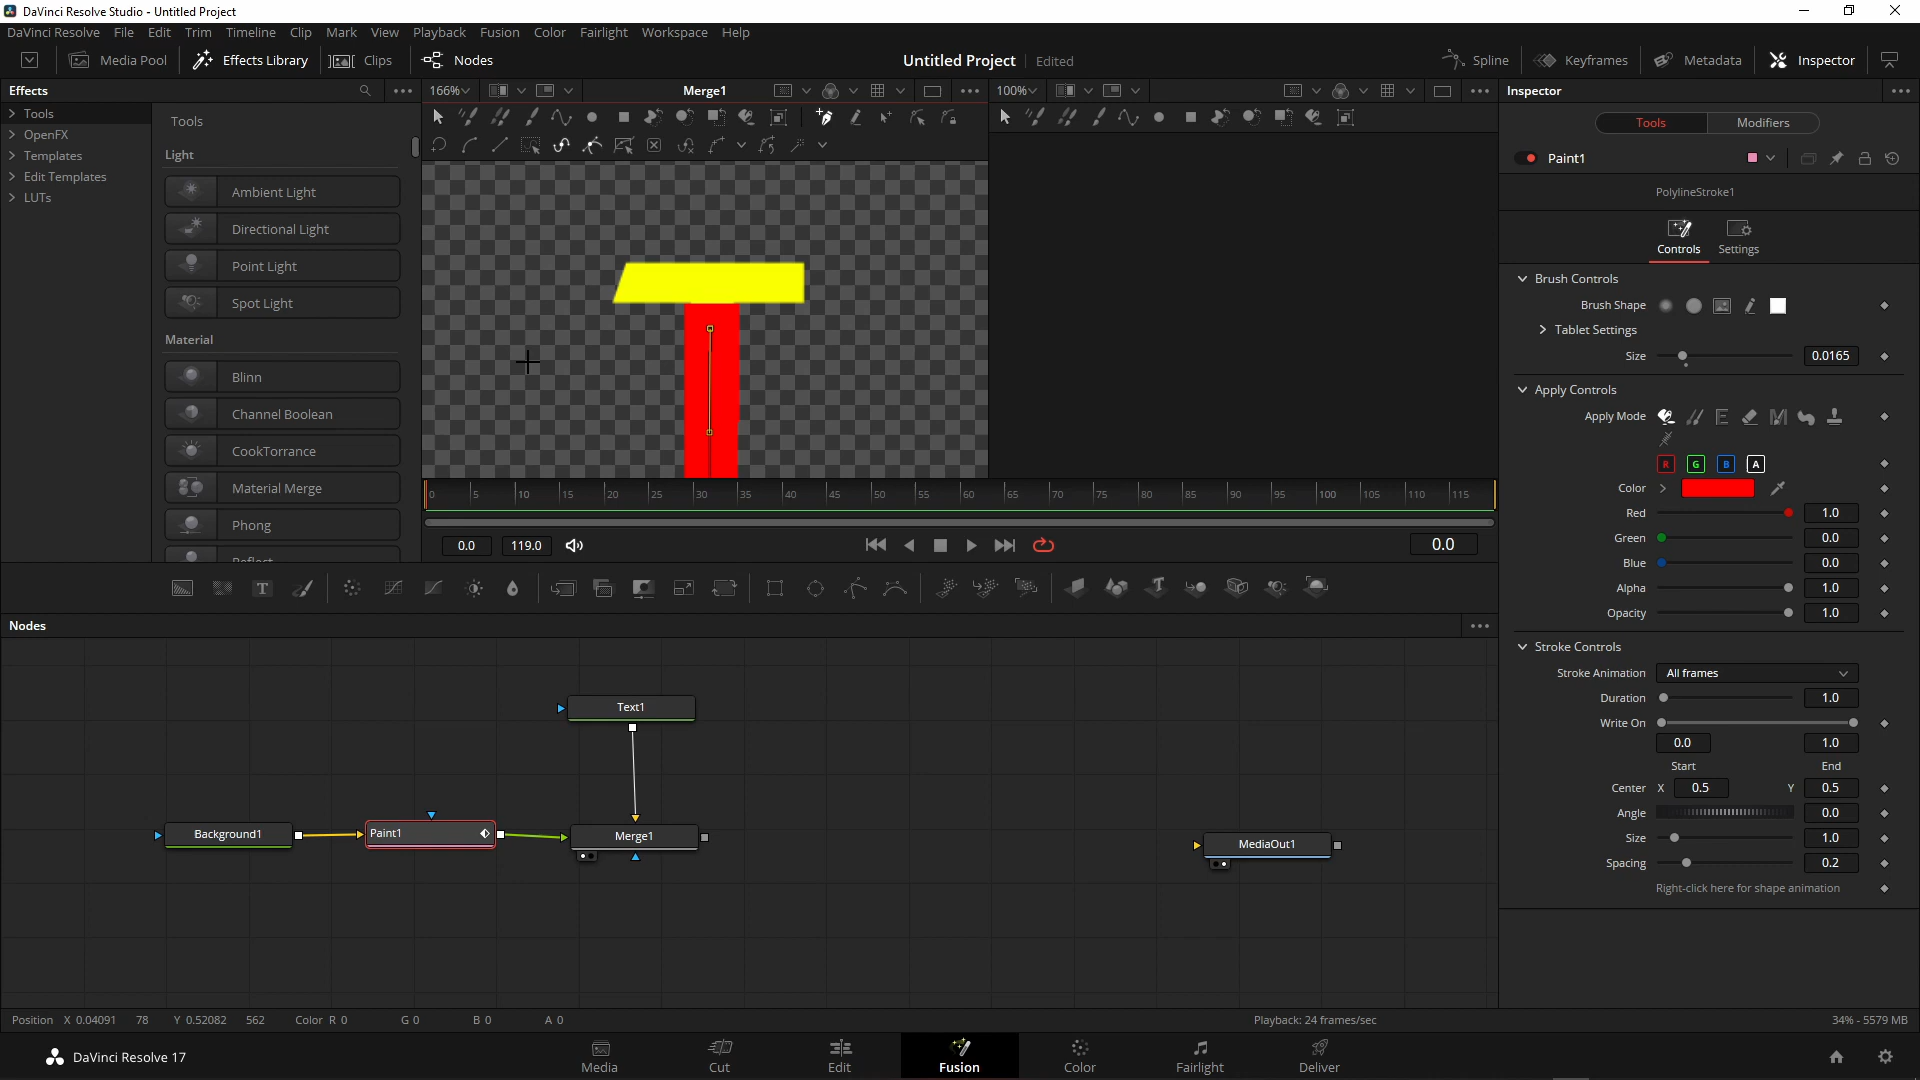 DaVinci Resolve Studio - Untitled Project
DaVinci Resolve File Edit Trim Timeline Clip Mark View Playback Fusion Color Fairlight Workspace Help
Media Pool Effects Library Clips Nodes Untitled Project Edited Spline Keyframes Metadata Inspector
Effects 166% Merge1 100% Inspector
Tools
OpenFX
Templates
Edit Templates
LUTs
Tools
Light
Ambient Light
Directional Light
Point Light
Spot Light
Material
Blinn
Channel Boolean
CookTorrance
Material Merge
Phong
Reflect
T
0 5 10 15 20 25 30 35 40 45 50 55 60 65 70 75 80 85 90 95 100 105 110 115
0.0 119.0 0.0
Nodes
Text1
Background1 Paint1 Merge1 MediaOut1
Tools Modifiers
Paint1
PolylineStroke1
Controls Settings
Brush Controls
Brush Shape
Tablet Settings
Size 0.0165
Apply Controls
Apply Mode
R G B A
Color
Red 1.0
Green 0.0
Blue 0.0
Alpha 1.0
Opacity 1.0
Stroke Controls
Stroke Animation All frames
Duration 1.0
Write On
0.0 1.0
Start End
Center X 0.5 Y 0.5
Angle 0.0
Size 1.0
Spacing 0.2
Right-click here for shape animation
Position X 0.04091 78 Y 0.52082 562 Color R 0 G 0 B 0 A 0 Playback: 24 frames/sec 34% - 5579 MB
DaVinci Resolve 17 Media Cut Edit Fusion Color Fairlight Deliver